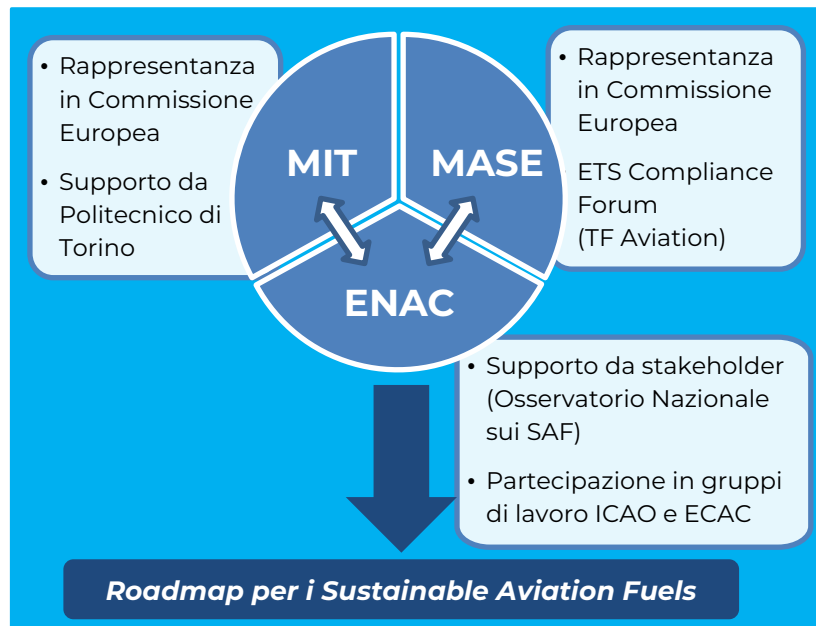 • Rappresentanza
in Commissione
Europea
• Supporto da
Politecnico di
Torino
MIT
MASE
ENAC
• Rappresentanza
in Commissione
Europea
ETS Compliance
Forum
(TF Aviation)
• Supporto da stakeholder
(Osservatorio Nazionale
sui SAF)
• Partecipazione in gruppi
di lavoro ICAO e ECAC
Roadmap per i Sustainable Aviation Fuels